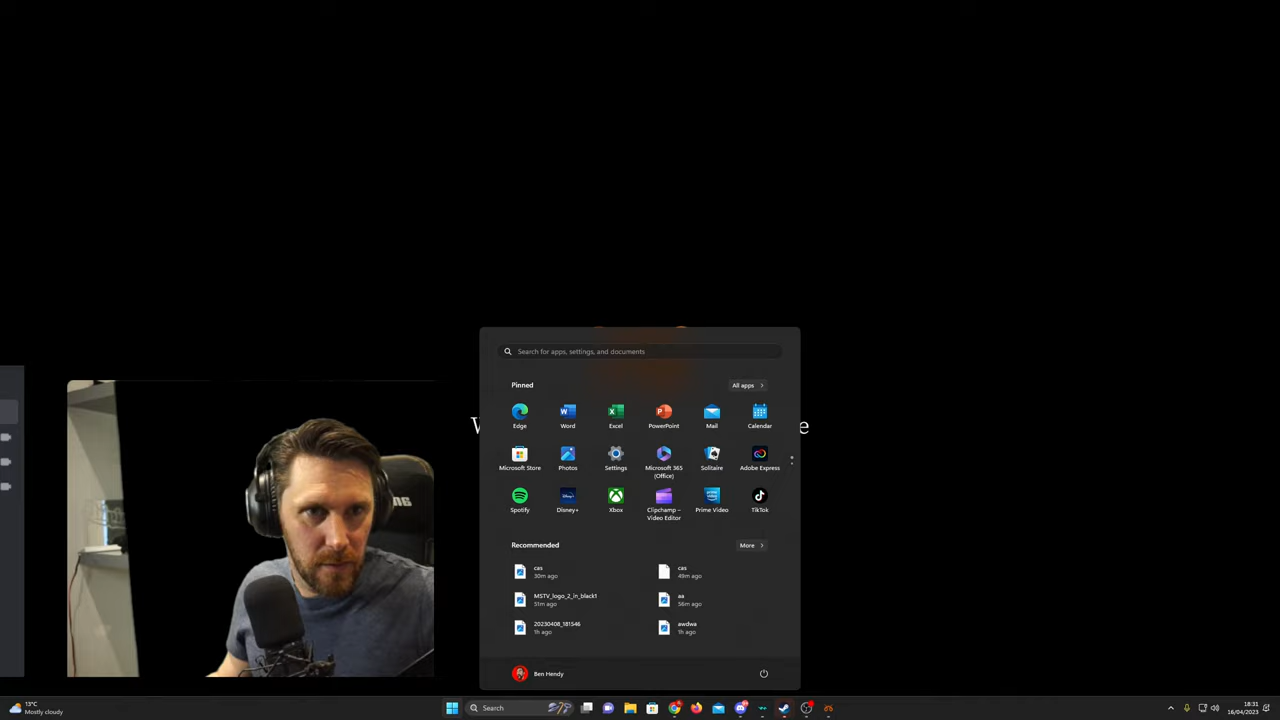 Search for apps, settings, and documents
Pinned
All apps
Edge
Word
Excel
PowerPoint
Mail
Calendar
Microsoft Store
Photos
Settings
Microsoft 365
(Office)
Solitaire
Adobe Express
Spotify
Disney+
Xbox
Clipchamp –
Video Editor
Prime Video
TikTok
Recommended
More
cas
30m ago
cas
49m ago
MSTV_logo_2_in_black1
51m ago
aa
56m ago
20230408_181546
1h ago
awdwa
1h ago
Ben Hendy
13°C
Mostly cloudy
Search
18:31
16/04/2023